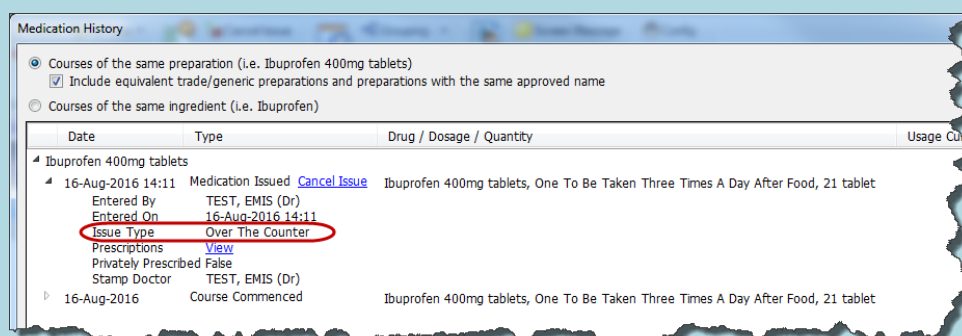 Medication History
Courses of the same preparation (i.e. Ibuprofen 400mg tablets)
Include equivalent trade/generic preparations and preparations with the same approved name
Courses of the same ingredient (i.e. Ibuprofen)
Date Type Drug / Dosage / Quantity Usage
Ibuprofen 400mg tablets
16-Aug-2016 14:11 Medication Issued Cancel Issue Ibuprofen 400mg tablets, One To Be Taken Three Times A Day After Food, 21 tablet
Entered By TEST, EMIS (Dr)
Entered On 16-Aug-2016 14:11
Issue Type Over The Counter
Prescriptions View
Privately Prescribed False
Stamp Doctor TEST, EMIS (Dr)
16-Aug-2016 Course Commenced Ibuprofen 400mg tablets, One To Be Taken Three Times A Day After Food, 21 tablet